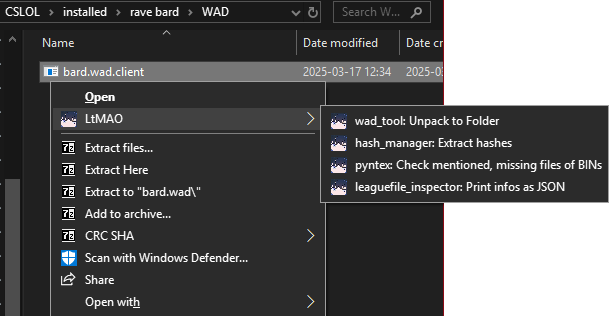 CSLOL > installed > rave bard > WAD
Search W...
Name
Date modified
Date cr
bard.wad.client
2025-03-17 12:34
2025-03
Open
LtMAO
wad_tool: Unpack to Folder
hash_manager: Extract hashes
pyntex: Check mentioned, missing files of BINs
leaguefile_inspector: Print infos as JSON
Extract files...
Extract Here
Extract to "bard.wad\"
Add to archive...
CRC SHA
Scan with Windows Defender...
Share
Open with